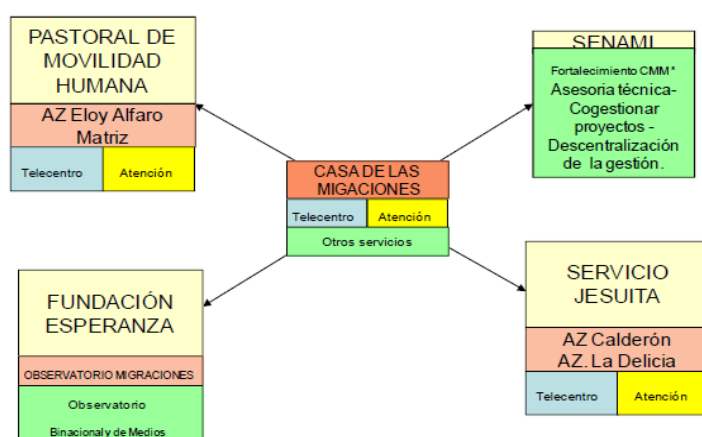 PASTORAL DE
MOVILIDAD
HUMANA
AZ Eloy Alfaro
Matriz
Telecentro
Atención
SENAMI
Fortalecimiento CMM*
Asesoria técnica-
Cogestionar
proyectos -
Descentralización
de la gestión.
CASA DE LAS
MIGACIONES
Telecentro
Atención
Otros servicios
FUNDACIÓN
ESPERANZA
OBSERVATORIO MIGRACIONES
Observatorio
Binacional y de Medios
SERVICIO
JESUITA
AZ Calderón
AZ. La Delicia
Telecentro
Atención